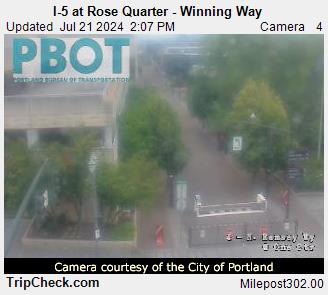 I-5 at Rose Quarter - Winning Way
Updated Jul 21 2024 2:07 PM Camera 4
PBOT
PORTLAND BUREAU OF TRANSPORTATION
Camera courtesy of the City of Portland
TripCheck.com Milepost302.00